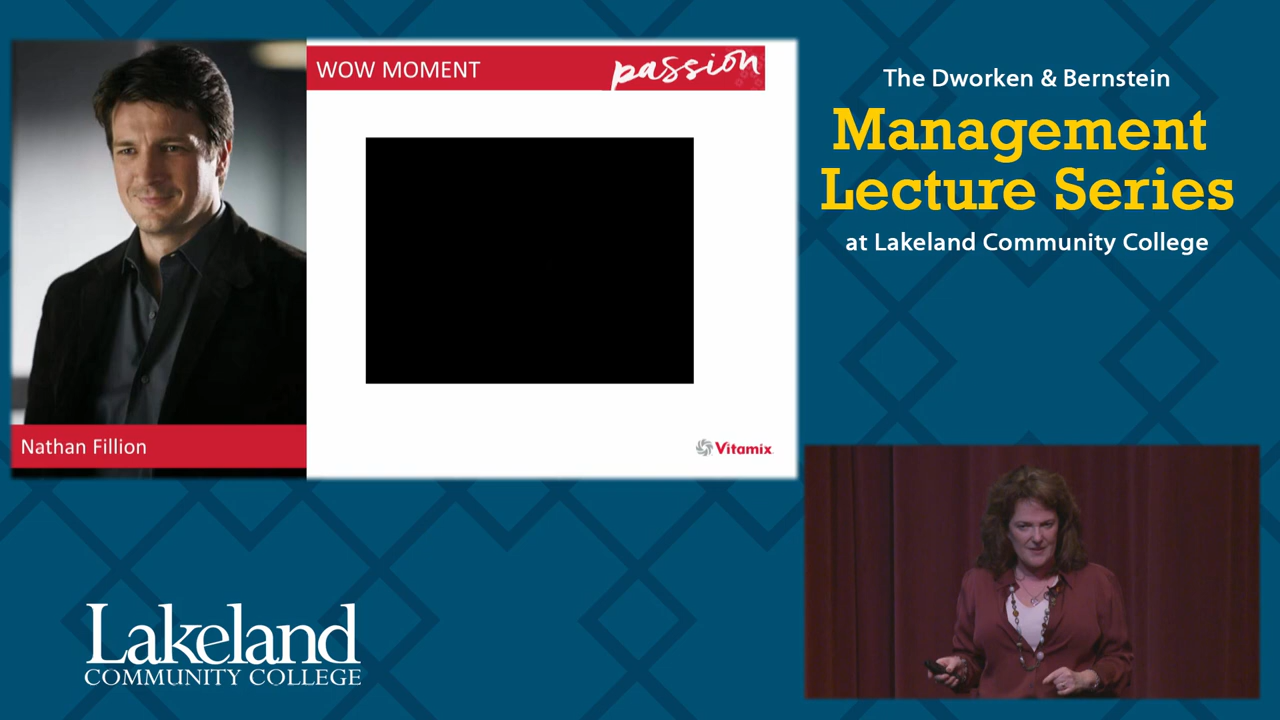 WOW MOMENT
passion
Nathan Fillion
Vitamix
The Dworken & Bernstein
Management
Lecture Series
at Lakeland Community College
Lakeland
COMMUNITY COLLEGE